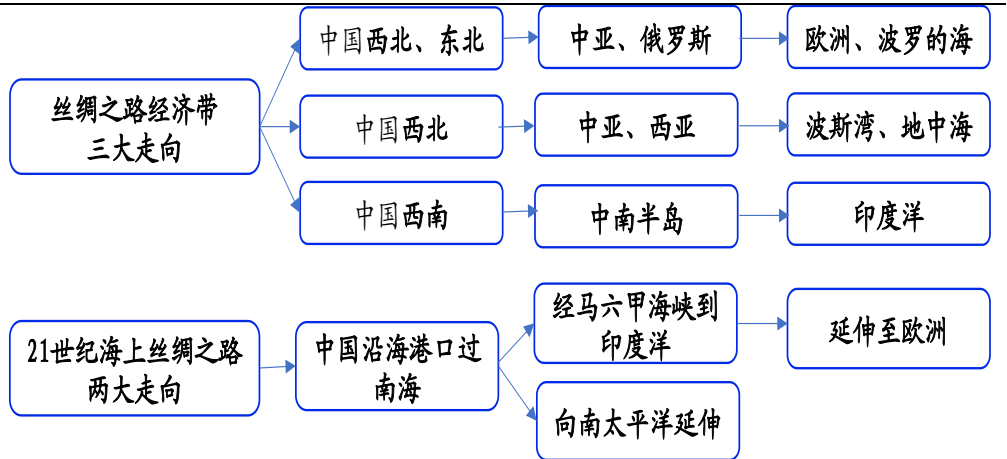 丝绸之路经济带
三大走向
中国西北、东北
中亚、俄罗斯
欧洲、波罗的海
中国西北
中亚、西亚
波斯湾、地中海
中国西南
中南半岛
印度洋
21世纪海上丝绸之路
两大走向
中国沿海港口过
南海
经马六甲海峡到
印度洋
延伸至欧洲
向南太平洋延伸